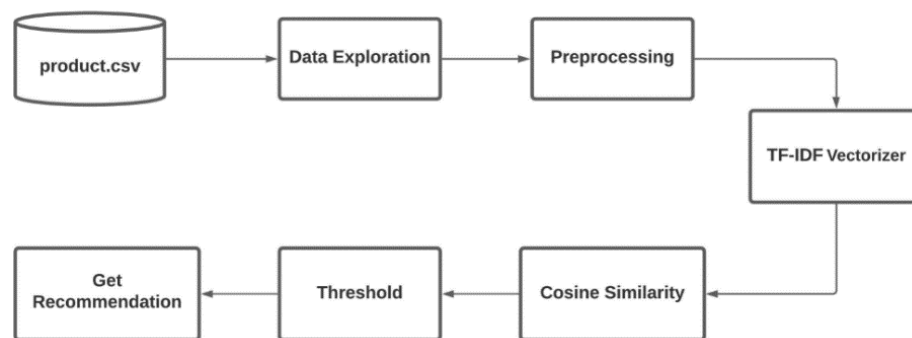 product.csv
Data Exploration
Preprocessing
TF-IDF Vectorizer
Cosine Similarity
Threshold
Get
Recommendation